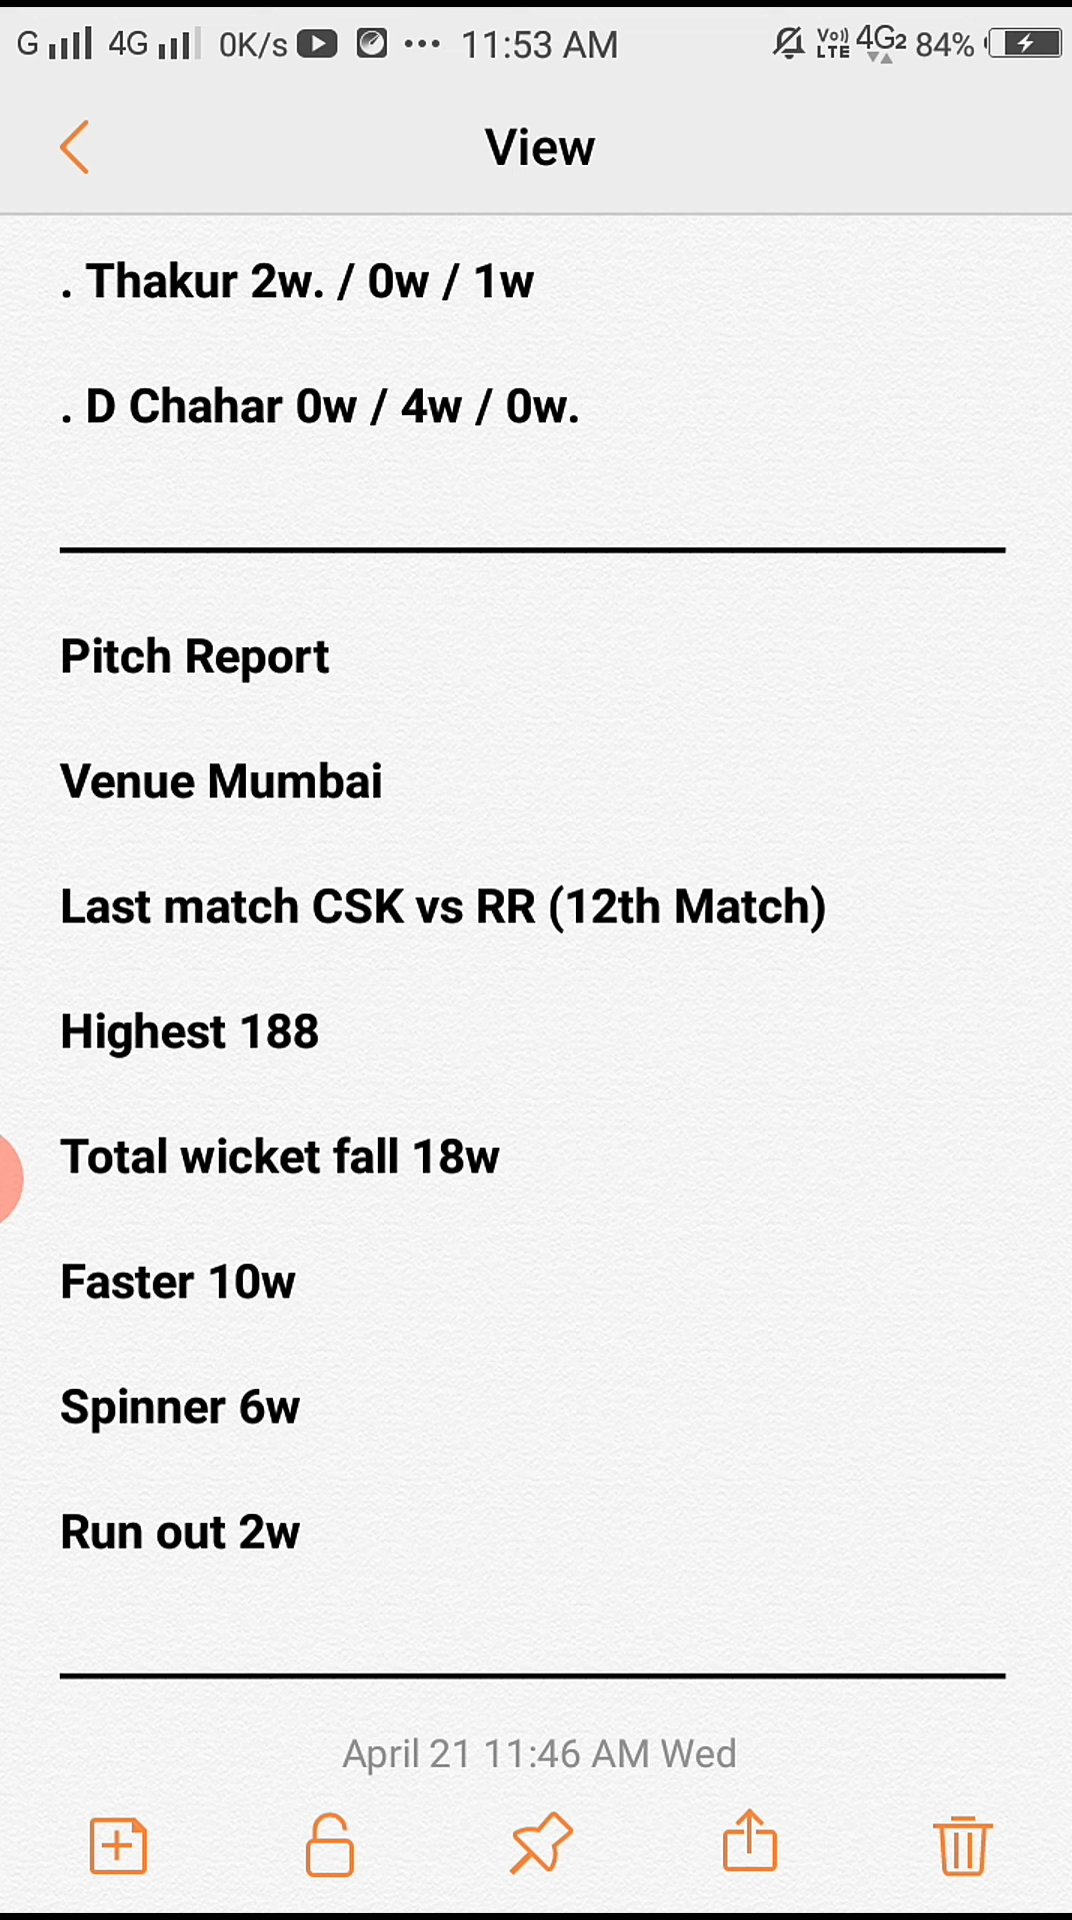 G 4G 0K/s ... 11:53 AM Vo)) LTE 4G2 84%
View
. Thakur 2w. / 0w / 1w
. D Chahar 0w / 4w / 0w.
Pitch Report
Venue Mumbai
Last match CSK vs RR (12th Match)
Highest 188
Total wicket fall 18w
Faster 10w
Spinner 6w
Run out 2w
April 21 11:46 AM Wed